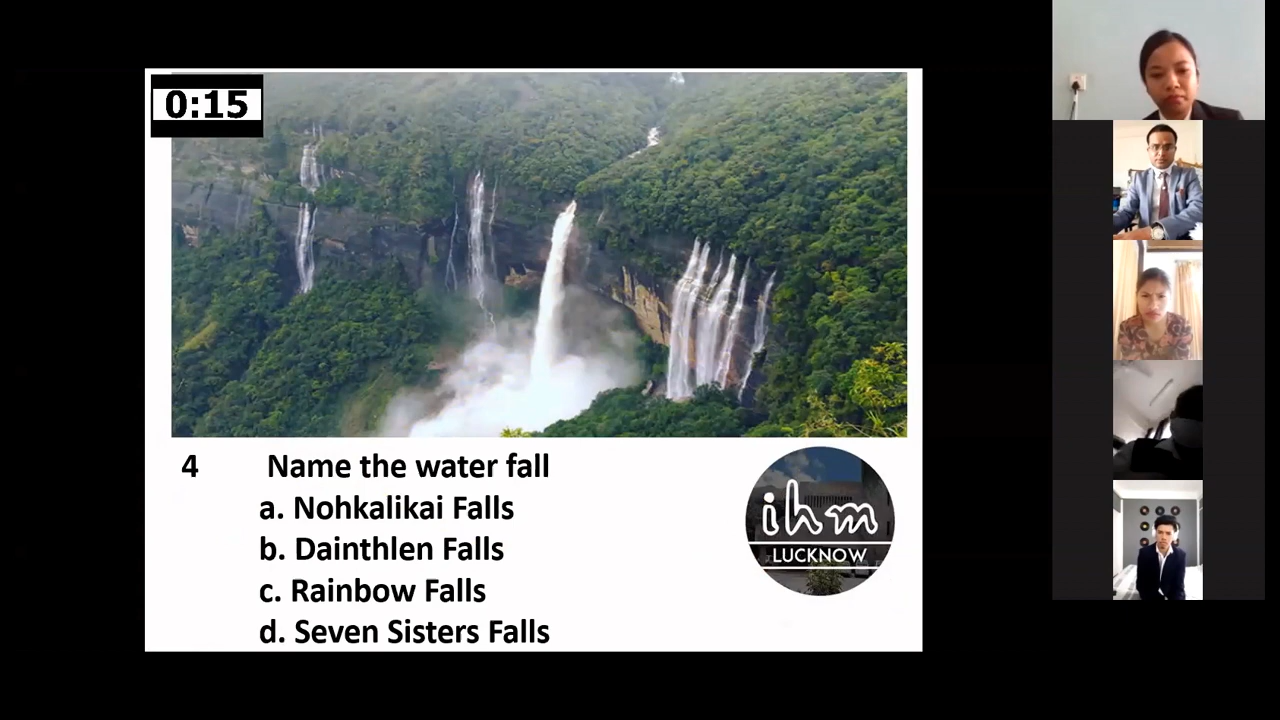 0:15
4 Name the water fall
a. Nohkalikai Falls
b. Dainthlen Falls
c. Rainbow Falls
d. Seven Sisters Falls
ihm
LUCKNOW